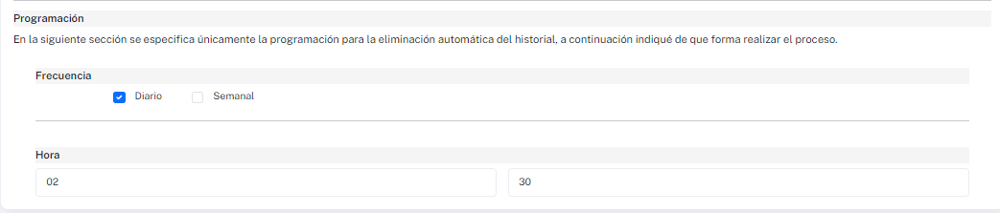 Programación
En la siguiente sección se especifica únicamente la programación para la eliminación automática del historial, a continuación indiqué de que forma realizar el proceso.
Frecuencia
Diario Semanal
Hora
02 30